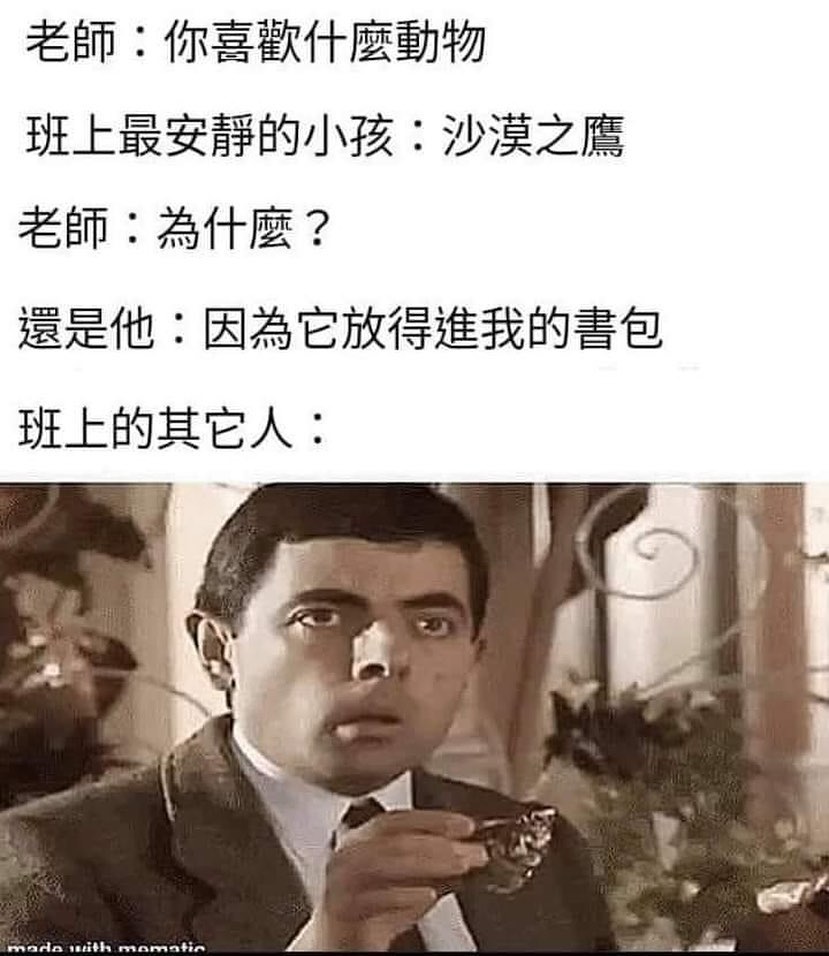 老師：你喜歡什麼動物
班上最安靜的小孩：沙漠之鷹
老師：為什麼？
還是他：因為它放得進我的書包
班上的其它人：
made with mematic